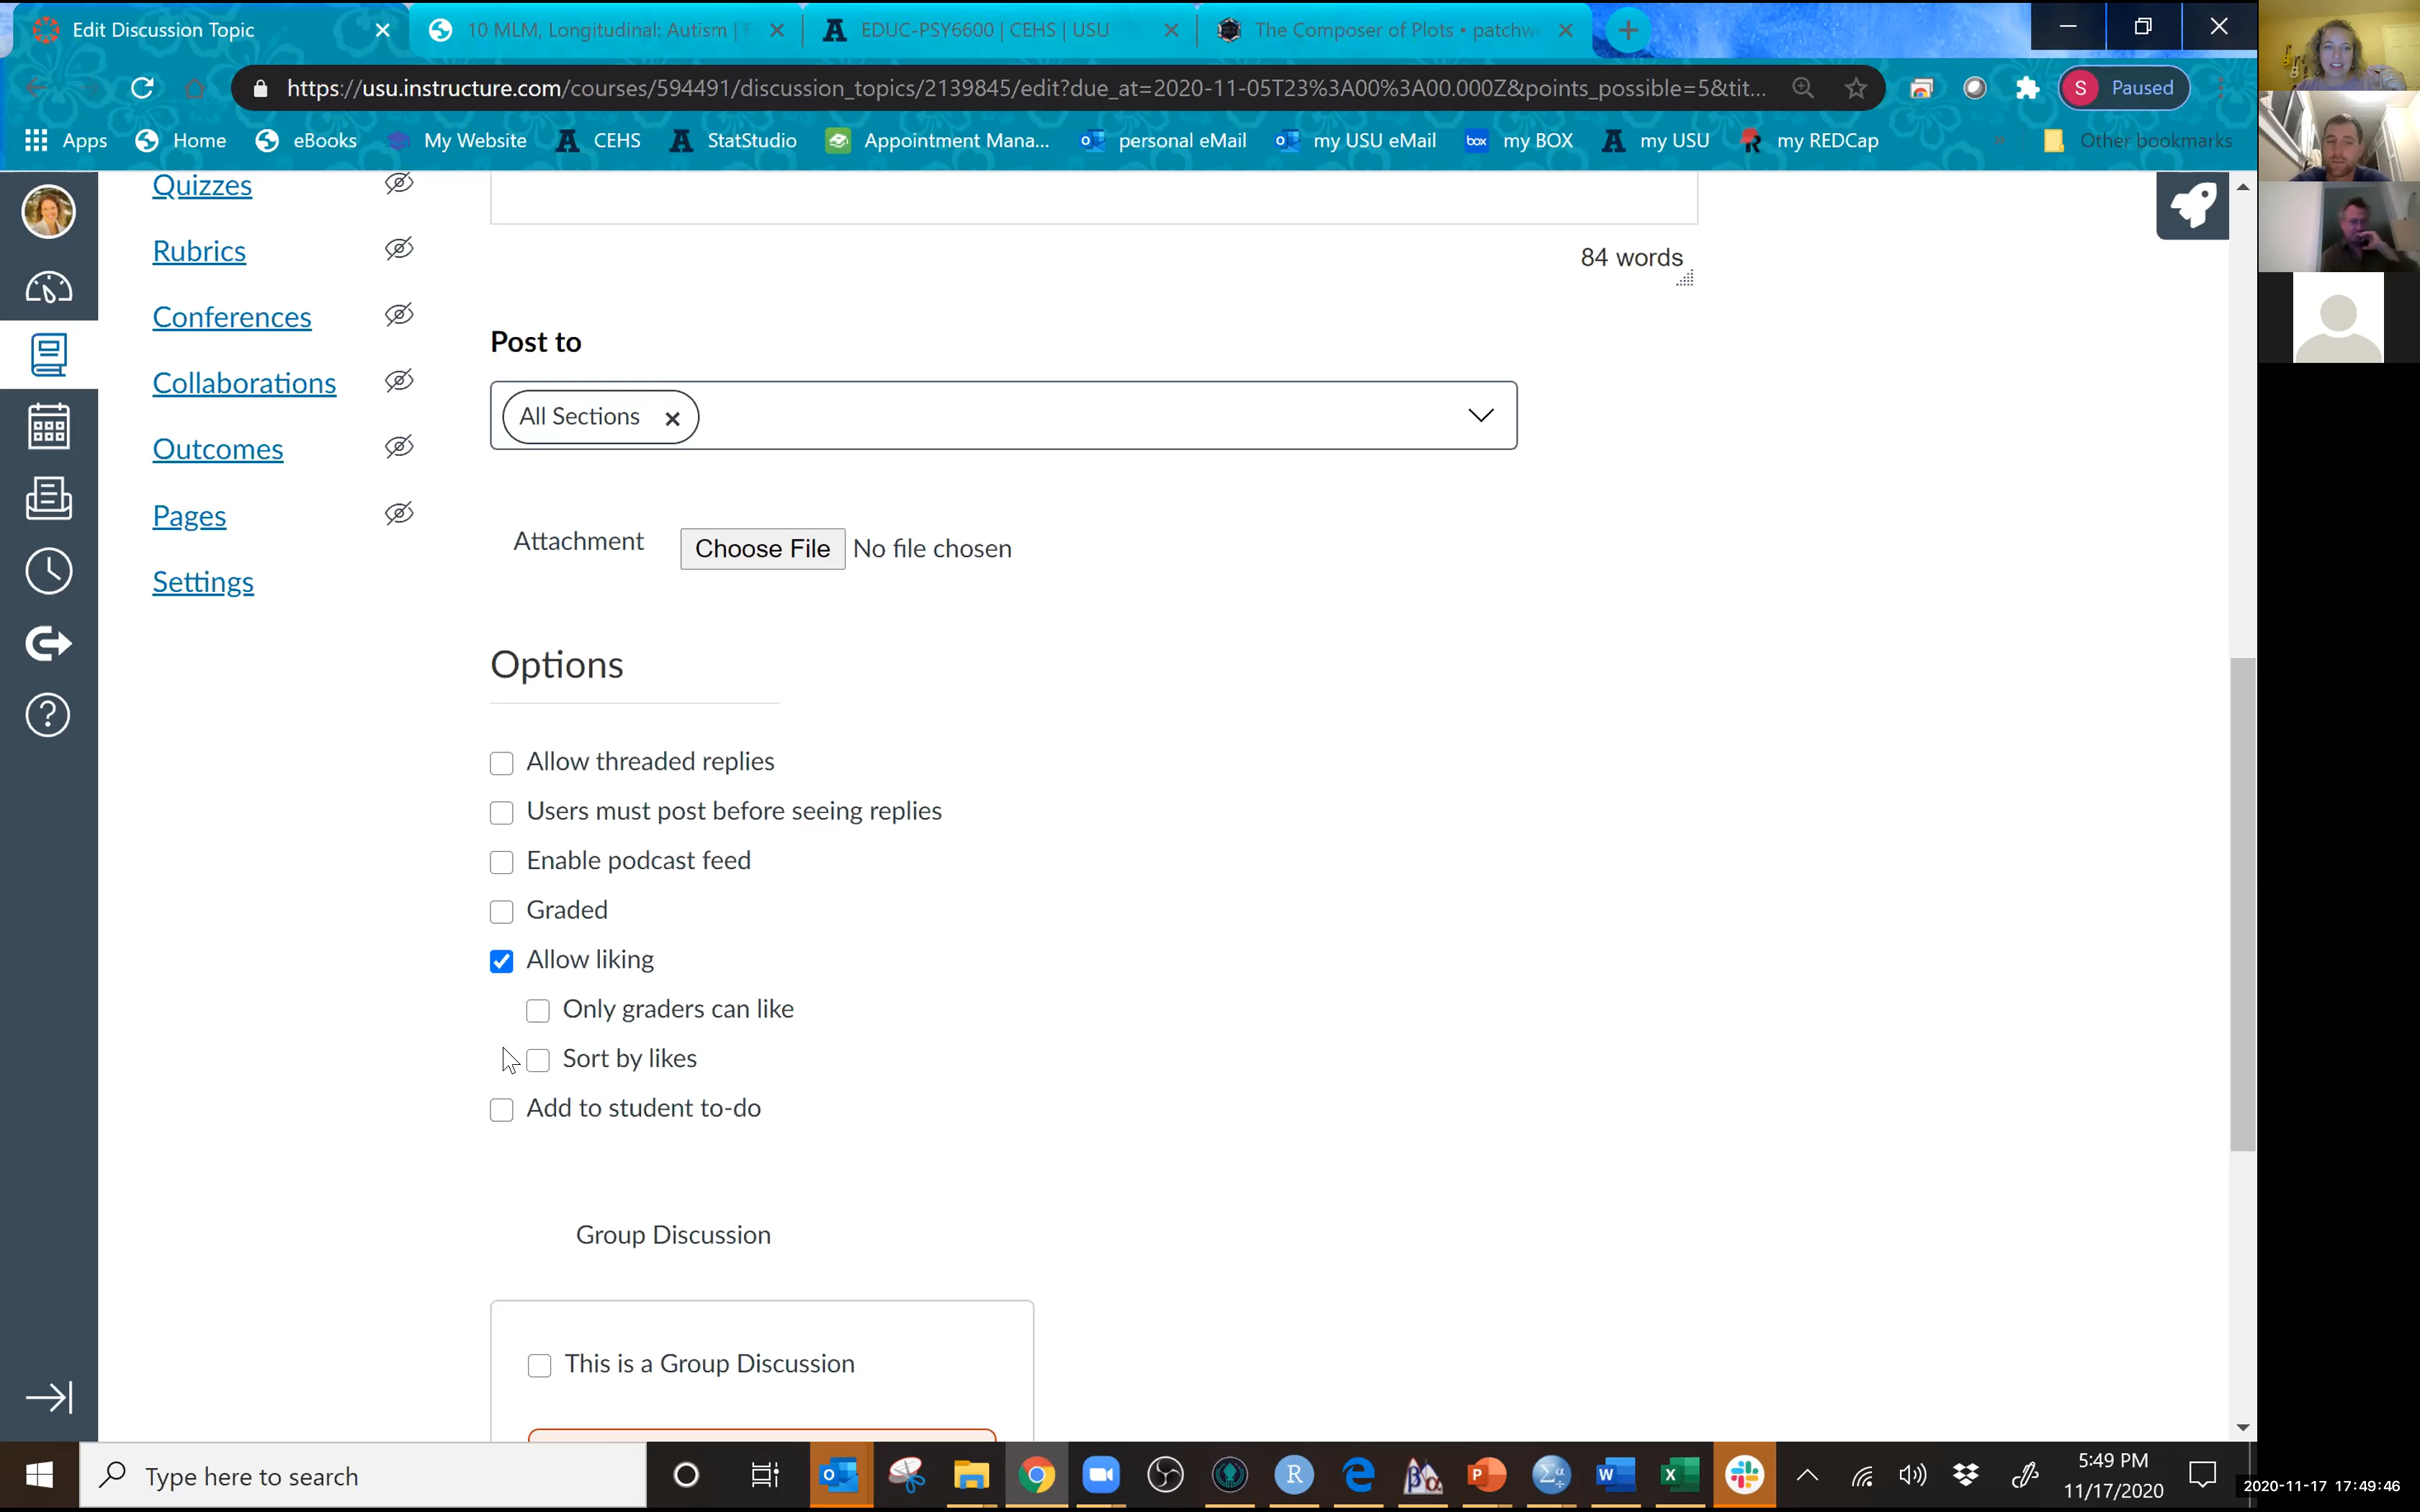 Edit Discussion Topic
10 MLM, Longitudinal: Autism |
EDUC-PSY6600 | CEHS | USU
The Composer of Plots • patchw
https://usu.instructure.com/courses/594491/discussion_topics/2139845/edit?due_at=2020-11-05T23%3A00%3A00.000Z&points_possible=5&tit...
S Paused
Apps
Home
eBooks
My Website
CEHS
StatStudio
Appointment Mana...
personal eMail
my USU eMail
box my BOX
my USU
my REDCap
Other bookmarks
Quizzes
Rubrics
Conferences
Collaborations
Outcomes
Pages
Settings
84 words
Post to
All Sections
Attachment
Choose File No file chosen
Options
Allow threaded replies
Users must post before seeing replies
Enable podcast feed
Graded
Allow liking
Only graders can like
Sort by likes
Add to student to-do
Group Discussion
This is a Group Discussion
Type here to search
5:49 PM
11/17/2020
2020-11-17 17:49:46